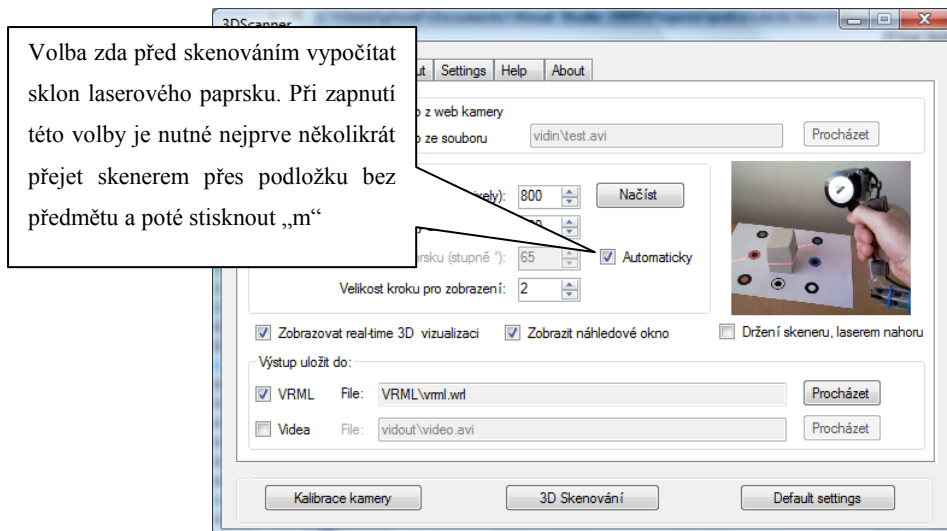 3DScanner
Volba zda před skenováním vypočítat
sklon laserového paprsku. Při zapnutí
této volby je nutné nejprve několikrát
přejet skenerem přes podložku bez
předmětu a poté stisknout „m“
Settings Help About
z web kamery
ze souboru vidin\test.avi Procházet
800 Načíst
(stupně °): 65 Automaticky
Velikost kroku pro zobrazení: 2
Zobrazovat real-time 3D vizualizaci Zobrazit náhledové okno Držení skeneru, laserem nahoru
Výstup uložit do:
VRML File: VRML\vrml.wrl Procházet
Videa File: vidout\video.avi Procházet
Kalibrace kamery 3D Skenování Default settings